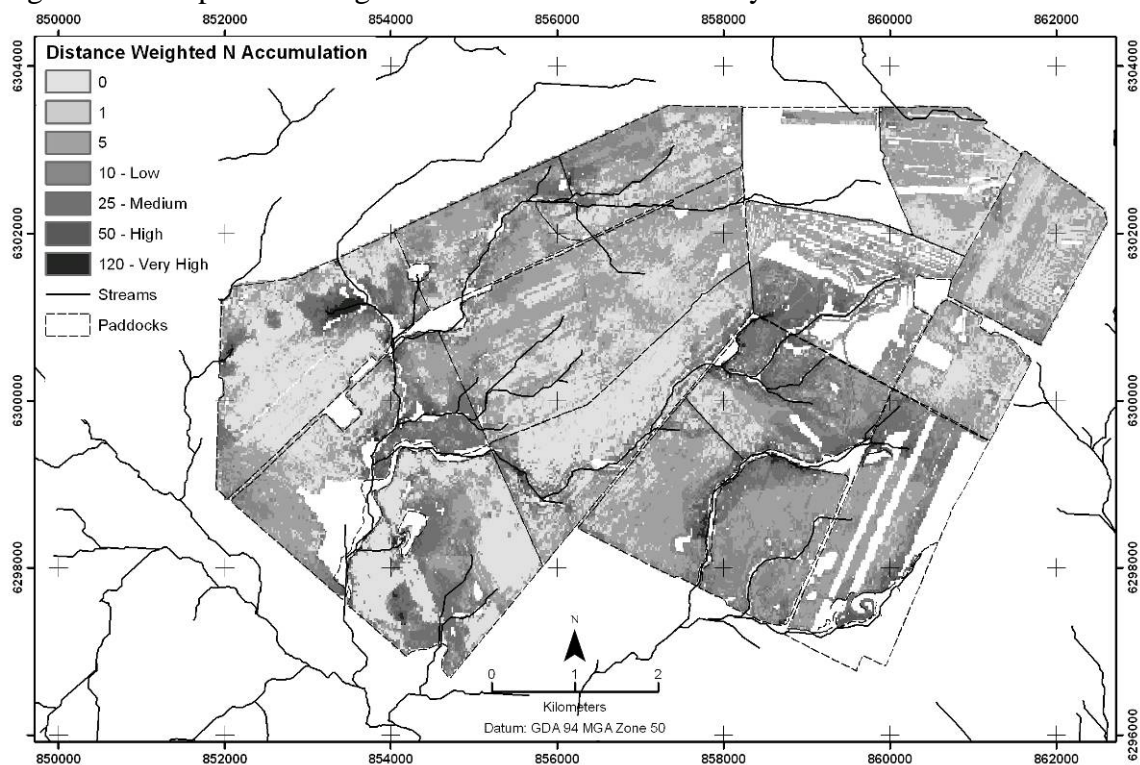 850000 852000 854000 856000 858000 860000 862000
Distance Weighted N Accumulation
0
1
5
10 - Low
25 - Medium
50 - High
120 - Very High
Streams
Paddocks
6304000 6304000
6302000 6302000
6300000 6300000
6298000 6298000
6296000 6296000
N
0 1 2
Kilometers
Datum: GDA 94 MGA Zone 50
850000 852000 854000 856000 858000 860000 862000